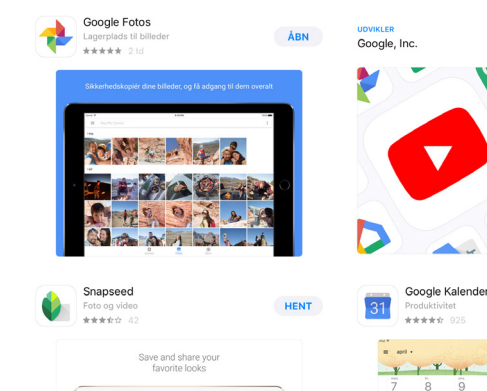 Google Fotos
Lagerplads til billeder
★★★★★ 2 td
ÅBN
Sikkerhedskopiér dine billeder, og få adgang til dem overalt
UDVIKLER
Google, Inc.
Snapseed
Foto og video
42
HENT
Save and share your
favorite looks
31
Google Kalender
Produktivitet
925
april
7 8 9